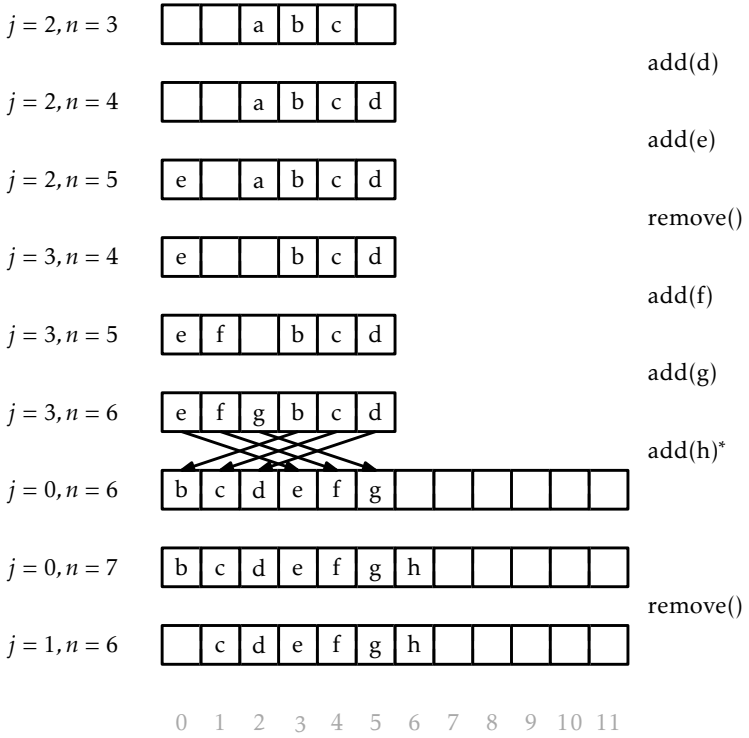 j = 2, n = 3 a b c
add(d)
j = 2, n = 4 a b c d
add(e)
j = 2, n = 5 e a b c d
remove()
j = 3, n = 4 e b c d
add(f)
j = 3, n = 5 e f b c d
add(g)
j = 3, n = 6 e f g b c d
add(h)*
j = 0, n = 6 b c d e f g
j = 0, n = 7 b c d e f g h
remove()
j = 1, n = 6 c d e f g h
0 1 2 3 4 5 6 7 8 9 10 11